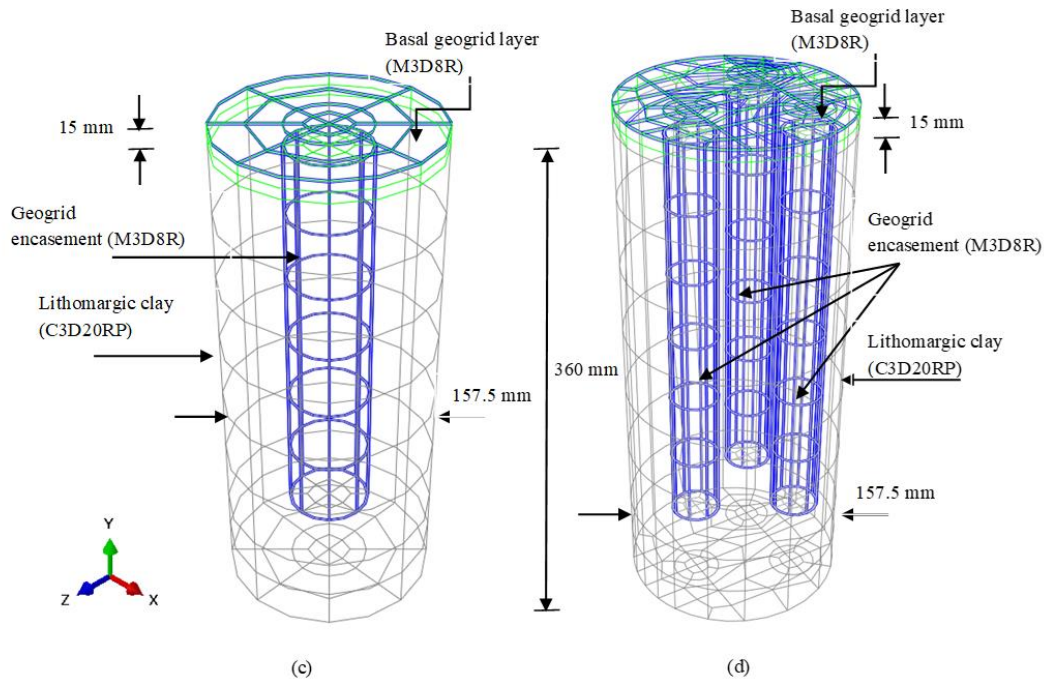 Basal geogrid layer
(M3D8R)
15 mm
Geogrid
encasement (M3D8R)
Lithomargic clay
(C3D20RP)
157.5 mm
360 mm
Y
Z
X
(c)
Basal geogrid layer
(M3D8R)
15 mm
Geogrid
encasement (M3D8R)
Lithomargic clay
(C3D20RP)
157.5 mm
(d)